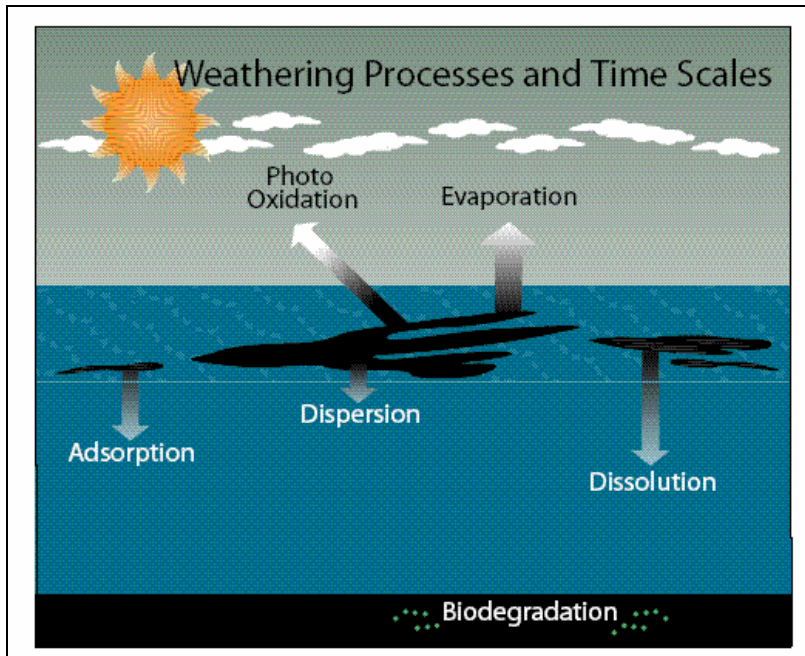 Weathering Processes and Time Scales
Photo
Oxidation
Evaporation
Dispersion
Adsorption
Dissolution
Biodegradation